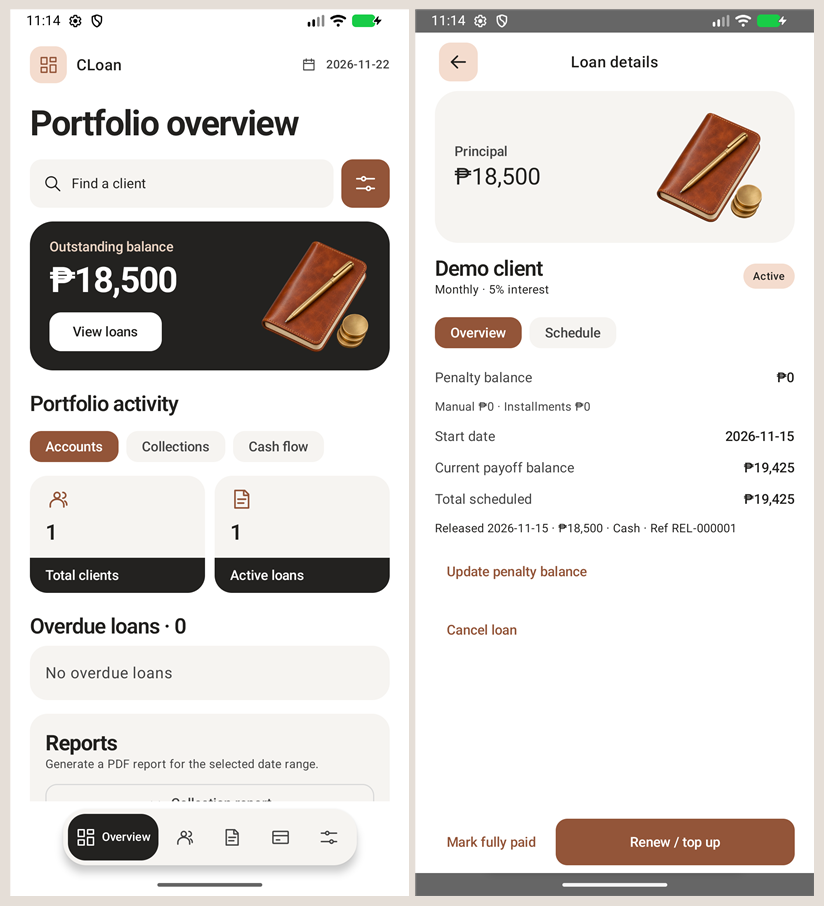 11:14
CLoan
2026-11-22
Portfolio overview
Find a client
Outstanding balance
₱18,500
View loans
Portfolio activity
Accounts
Collections
Cash flow
1
Total clients
1
Active loans
Overdue loans · 0
No overdue loans
Reports
Generate a PDF report for the selected date range.
Collection report
Overview
11:14
Loan details
Principal
₱18,500
Demo client
Monthly · 5% interest
Active
Overview
Schedule
Penalty balance ₱0
Manual ₱0 · Installments ₱0
Start date 2026-11-15
Current payoff balance ₱19,425
Total scheduled ₱19,425
Released 2026-11-15 · ₱18,500 · Cash · Ref REL-000001
Update penalty balance
Cancel loan
Mark fully paid
Renew / top up